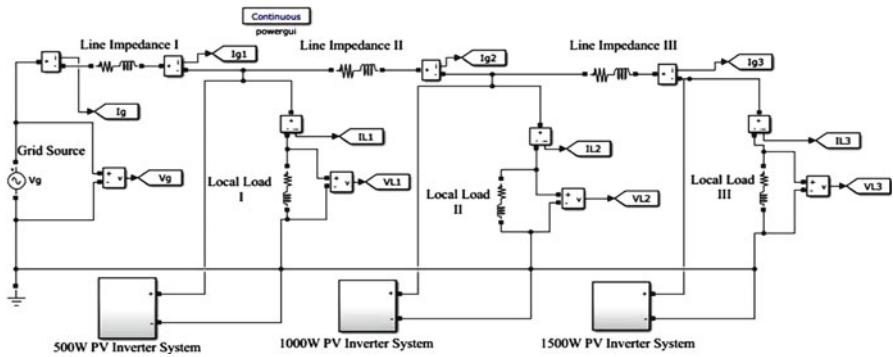 Continuous
powergui
Line Impedance I
Ig1
Line Impedance II
Ig2
Line Impedance III
Ig3
Ig
Grid Source
Vg
Vg
IL1
IL2
IL3
Local Load
I
VL1
Local Load
II
VL2
Local Load
III
VL3
500W PV Inverter System
1000W PV Inverter System
1500W PV Inverter System